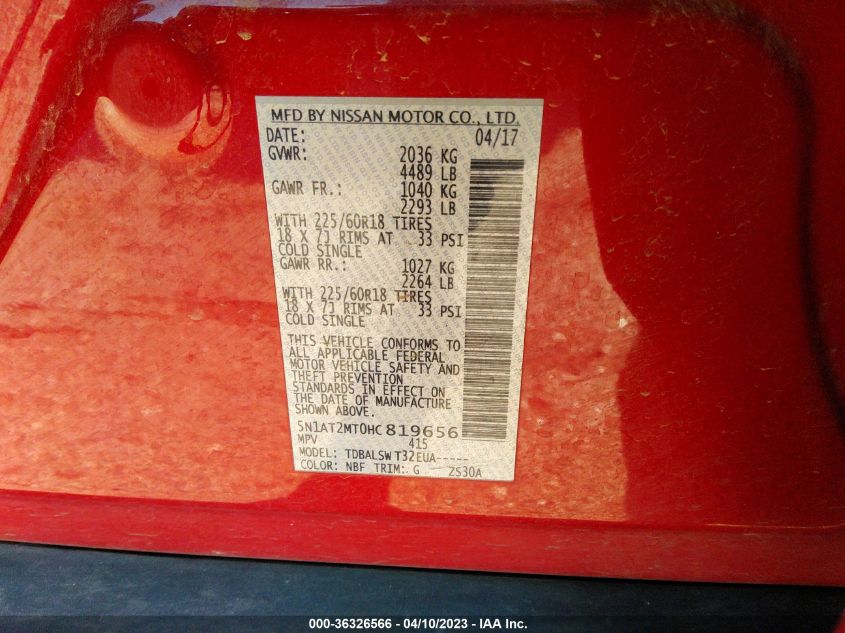 MFD BY NISSAN MOTOR CO., LTD.
DATE: 04/17
GVWR: 2036 KG
4489 LB
GAWR FR.: 1040 KG
2293 LB
WITH 225/60R18 TIRES
18 X 7J RIMS AT 33 PSI
COLD SINGLE
GAWR RR.: 1027 KG
2264 LB
WITH 225/60R18 TIRES
18 X 7J RIMS AT 33 PSI
COLD SINGLE
THIS VEHICLE CONFORMS TO
ALL APPLICABLE FEDERAL
MOTOR VEHICLE SAFETY AND
THEFT PREVENTION
STANDARDS IN EFFECT ON
THE DATE OF MANUFACTURE
SHOWN ABOVE.
5N1AT2MT0HC819656
MPV 415
MODEL: TDBALSW T32EUA-----
COLOR: NBF TRIM: G ZS30A
000-36326566 - 04/10/2023 - IAA Inc.